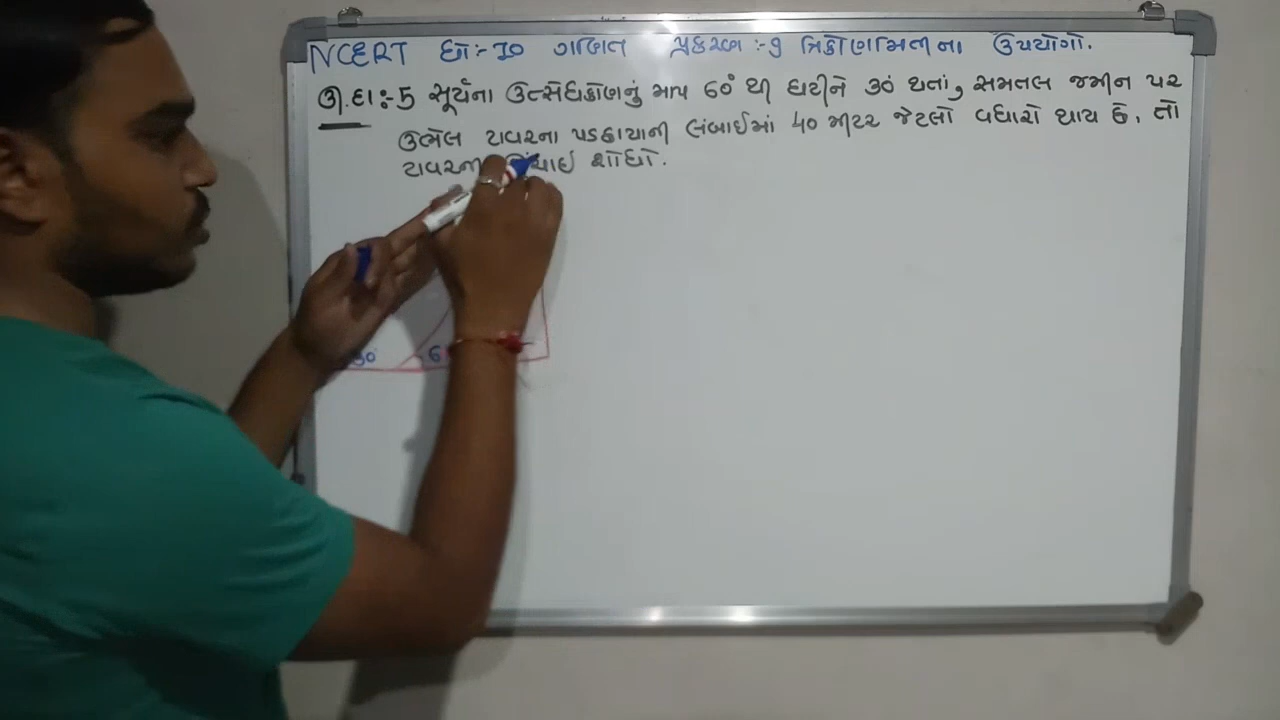 NCERT ધો:-10 ગણિત પ્રકરણ:-9 ત્રિકોણમિતીના ઉપયોગો.
ઉ.દા:-5 સૂર્યના ઉત્સેધકોણનું માપ 60° થી ઘટીને 30 થતાં, સમતલ જમીન પર
ઉભેલ ટાવરના પડછાયાની લંબાઈમાં 40 મીટર જેટલો વધારો થાય છે. તો
ટાવરની શોધો.
30°